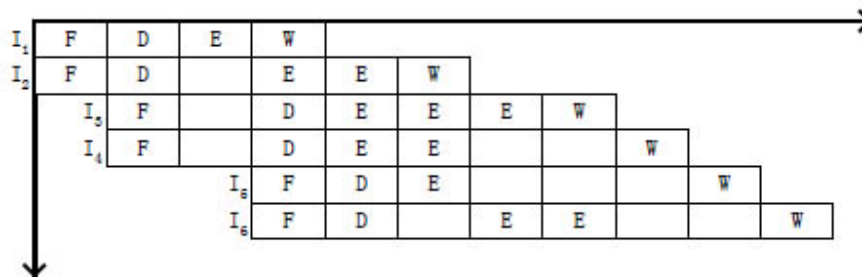 I₁ F D E W
I₂ F D E E W
I₃ F D E E E W
I₄ F D E E W
I₅ F D E W
I₆ F D E E W